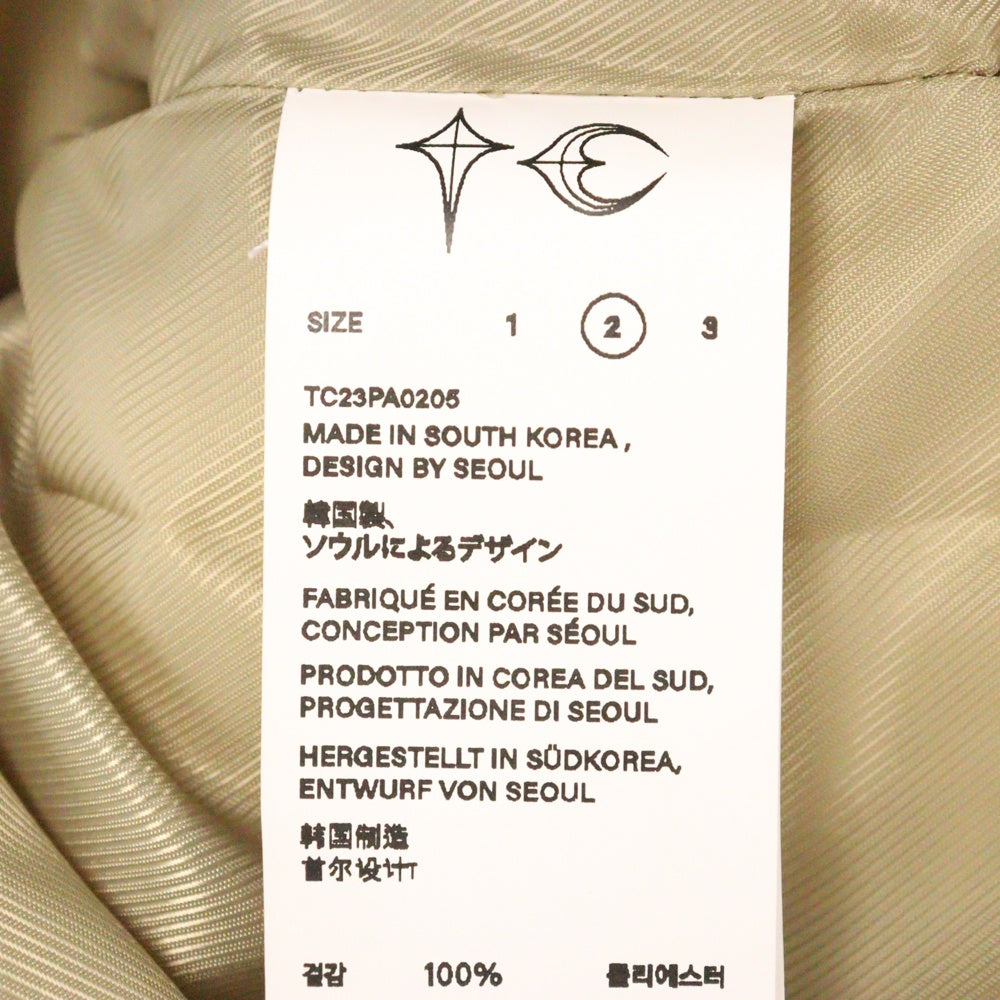 SIZE 1 2 3
TC23PA0205
MADE IN SOUTH KOREA ,
DESIGN BY SEOUL
韓国製、
ソウルによるデザイン
FABRIQUÉ EN CORÉE DU SUD,
CONCEPTION PAR SÉOUL
PRODOTTO IN COREA DEL SUD,
PROGETTAZIONE DI SEOUL
HERGESTELLT IN SÜDKOREA,
ENTWURF VON SEOUL
韩国制造
首尔设计
겉감 100% 폴리에스터